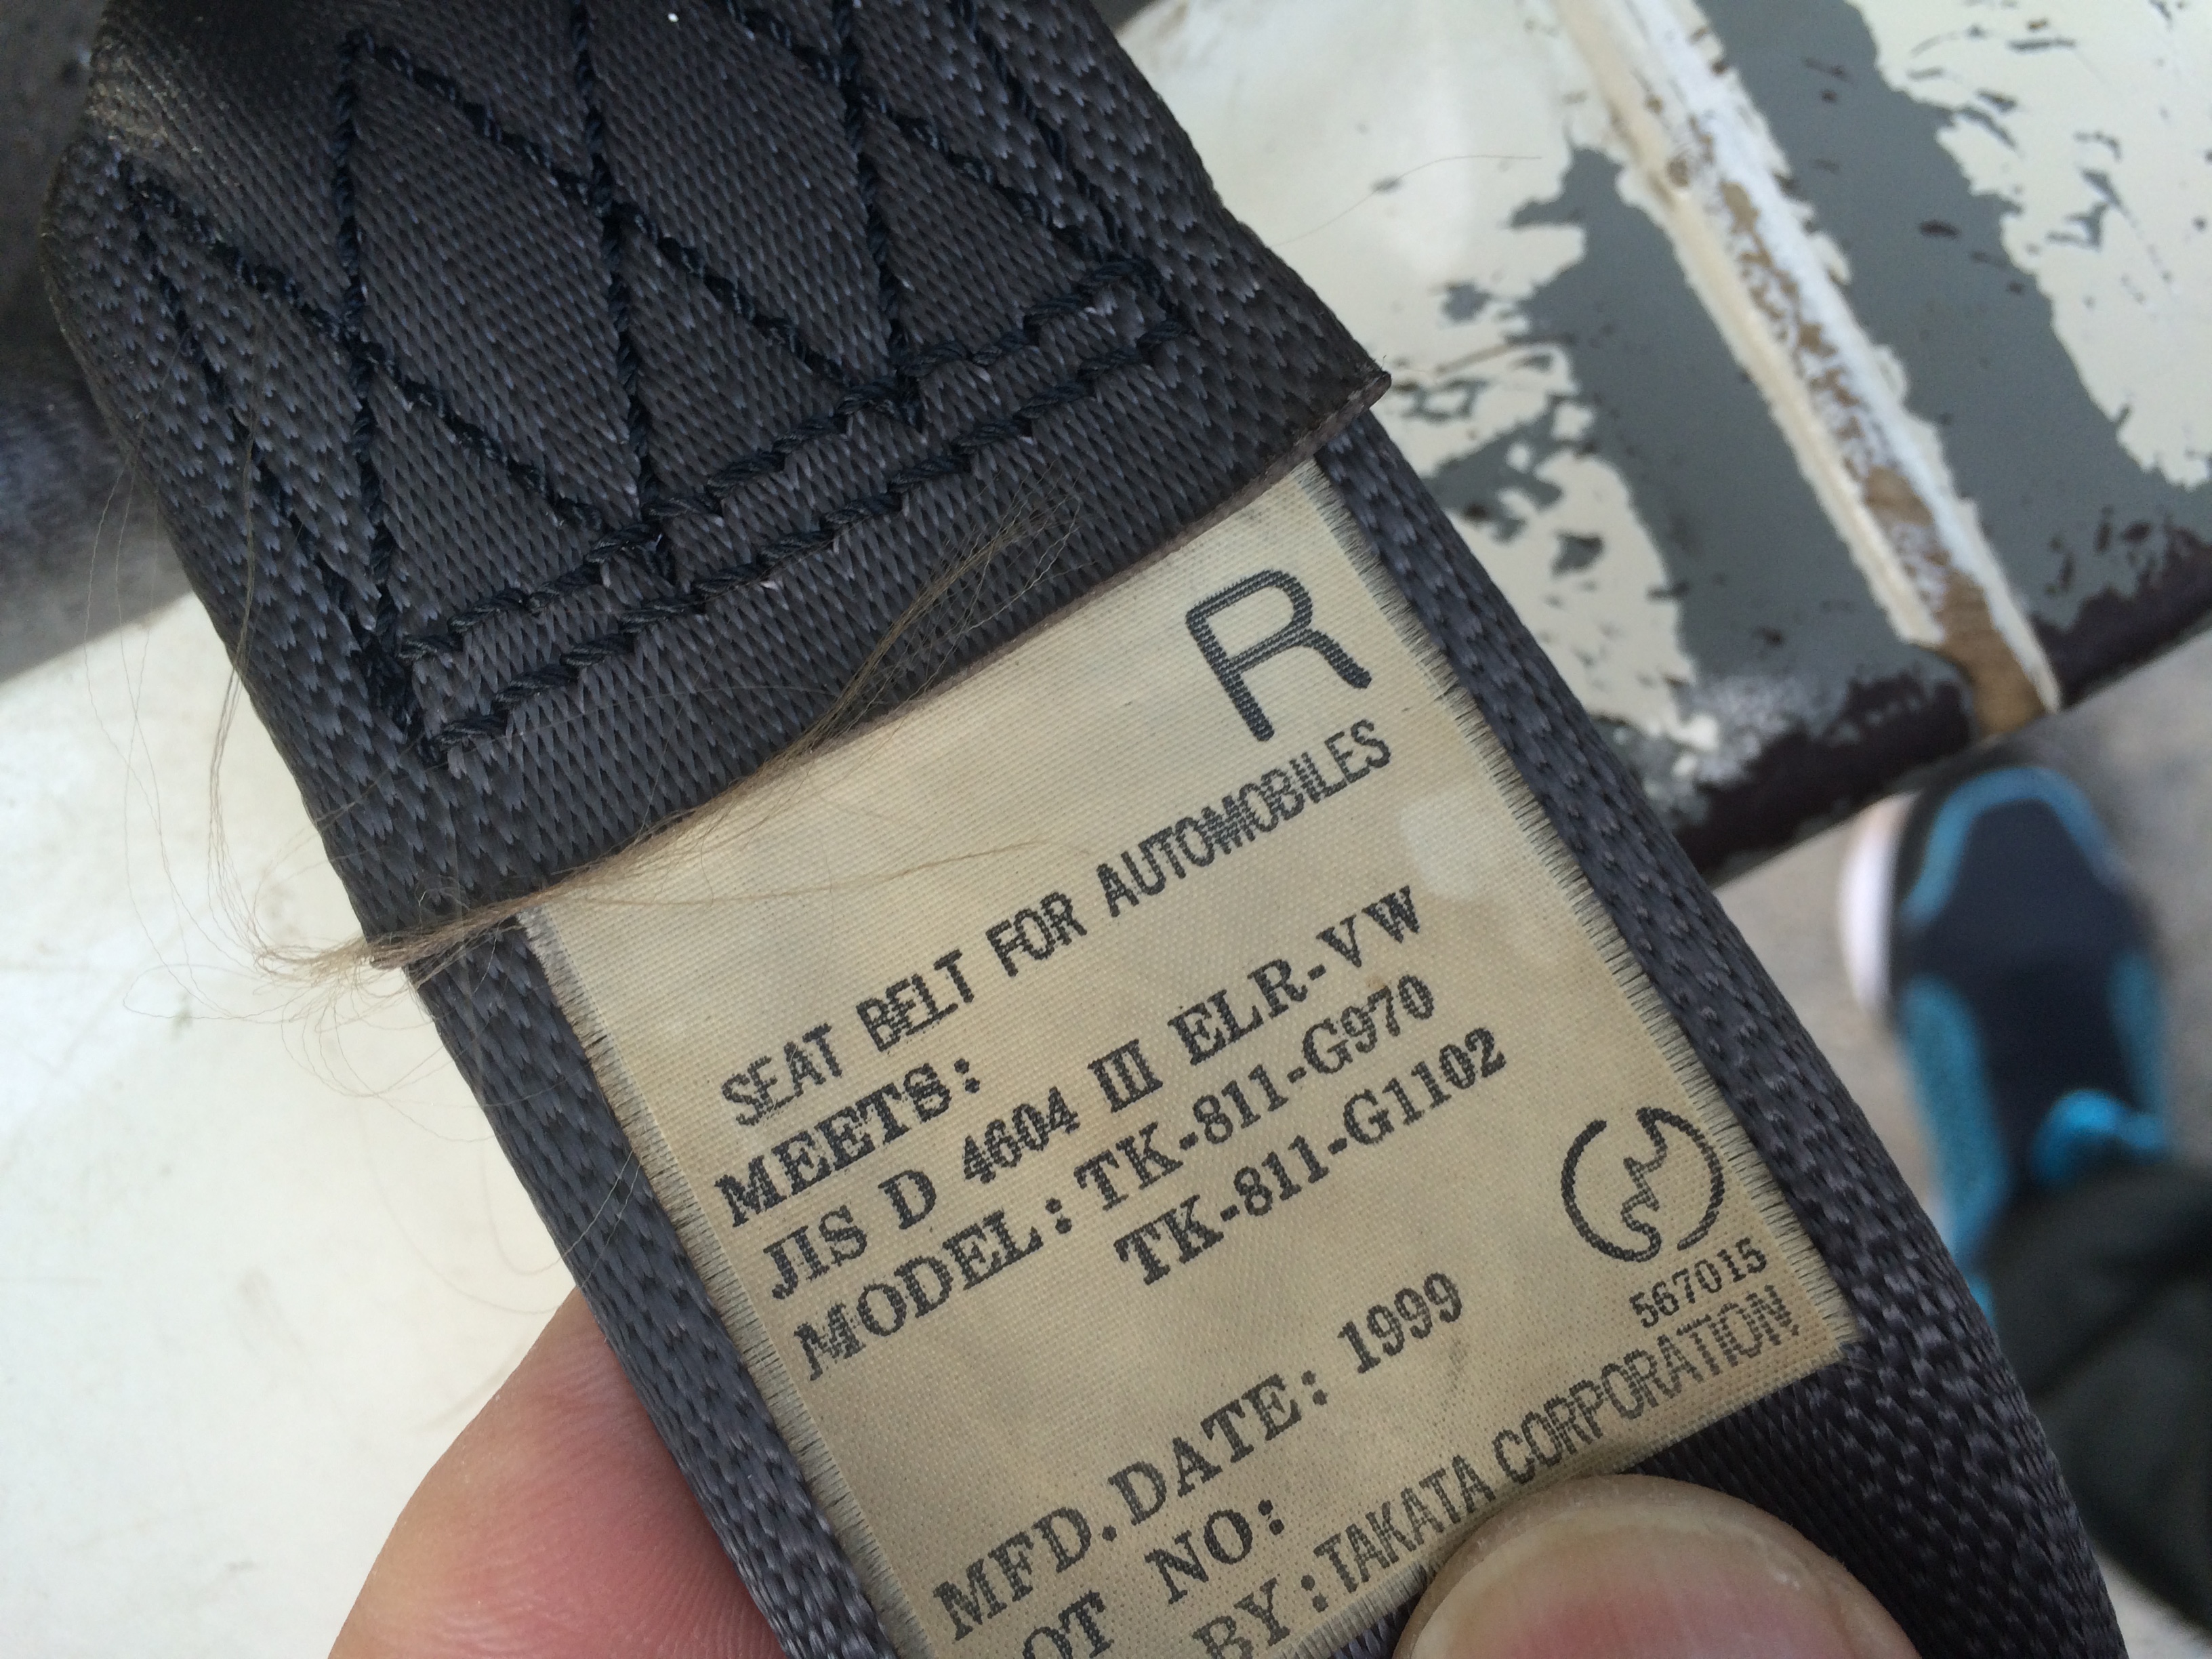 R
SEAT BELT FOR AUTOMOBILES
MEETS:
JIS D 4604 III ELR-VW
MODEL: TK-811-G970
TK-811-G1102
567015
MFD. DATE: 1999
OT NO:
BY: TAKATA CORPORATION